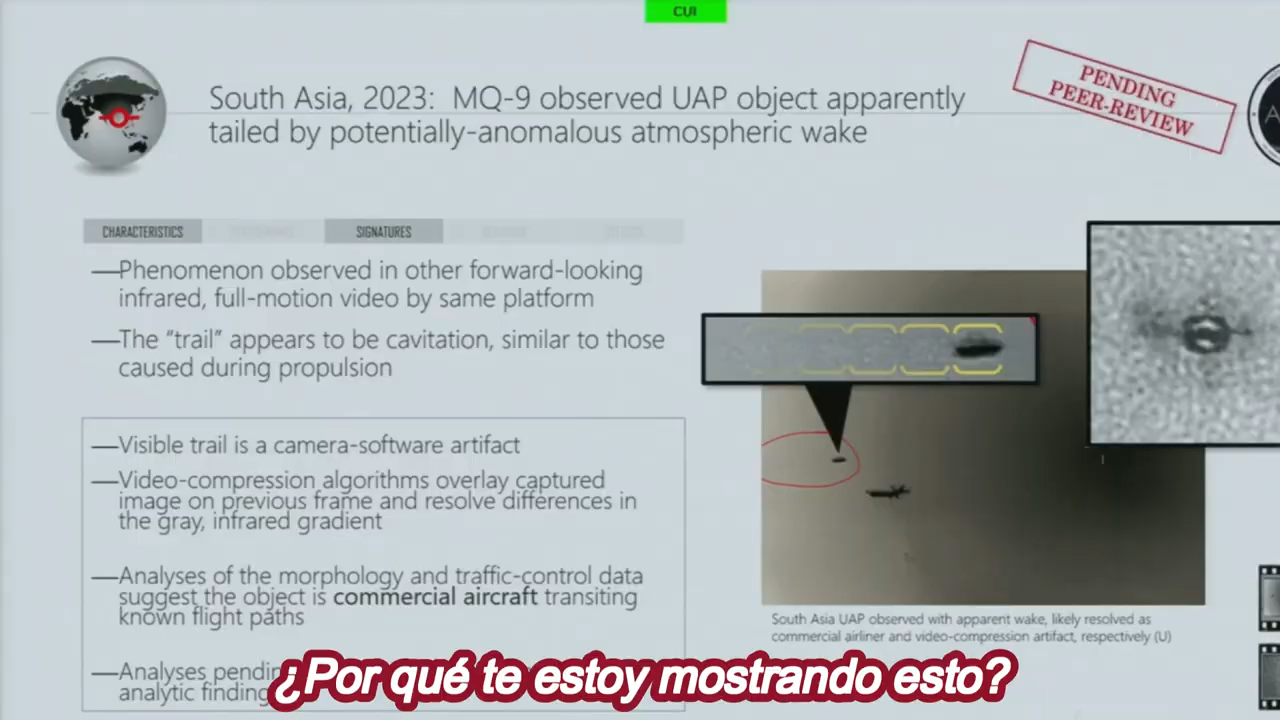 CUI
South Asia, 2023: MQ-9 observed UAP object apparently
tailed by potentially-anomalous atmospheric wake
PENDING
PEER-REVIEW
CHARACTERISTICS
SIGNATURES
—Phenomenon observed in other forward-looking
infrared, full-motion video by same platform
—The “trail” appears to be cavitation, similar to those
caused during propulsion
—Visible trail is a camera-software artifact
—Video-compression algorithms overlay captured
image on previous frame and resolve differences in
the gray, infrared gradient
—Analyses of the morphology and traffic-control data
suggest the object is commercial aircraft transiting
known flight paths
—Analyses
analytic
South Asia UAP observed with apparent wake, likely resolved as
commercial airliner and video-compression artifact, respectively (U)
¿Por qué te estoy mostrando esto?